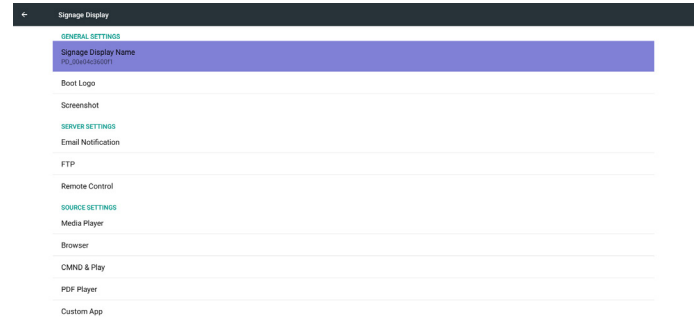 Signage Display
GENERAL SETTINGS
Signage Display Name
PD_00e04c3600f1
Boot Logo
Screenshot
SERVER SETTINGS
Email Notification
FTP
Remote Control
SOURCE SETTINGS
Media Player
Browser
CMND & Play
PDF Player
Custom App